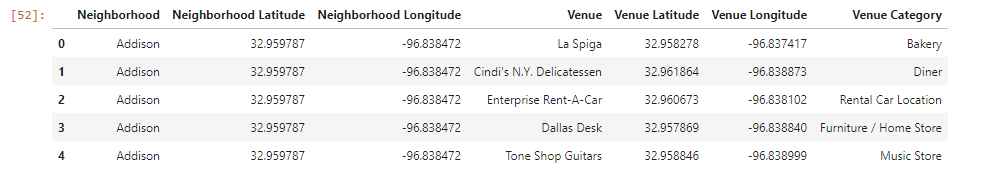 [52]: Neighborhood Neighborhood Latitude Neighborhood Longitude Venue Venue Latitude Venue Longitude Venue Category
0 Addison 32.959787 -96.838472 La Spiga 32.958278 -96.837417 Bakery
1 Addison 32.959787 -96.838472 Cindi's N.Y. Delicatessen 32.961864 -96.838873 Diner
2 Addison 32.959787 -96.838472 Enterprise Rent-A-Car 32.960673 -96.838102 Rental Car Location
3 Addison 32.959787 -96.838472 Dallas Desk 32.957869 -96.838840 Furniture / Home Store
4 Addison 32.959787 -96.838472 Tone Shop Guitars 32.958846 -96.838999 Music Store